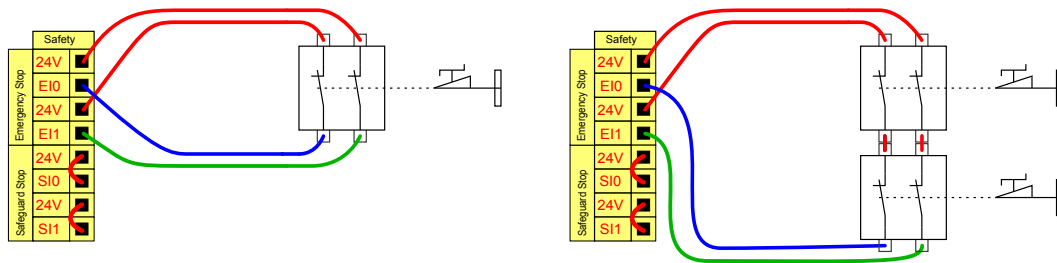 Safety
Emergency Stop
24V
EI0
24V
EI1
Safeguard Stop
24V
SI0
24V
SI1
Safety
Emergency Stop
24V
EI0
24V
EI1
Safeguard Stop
24V
SI0
24V
SI1